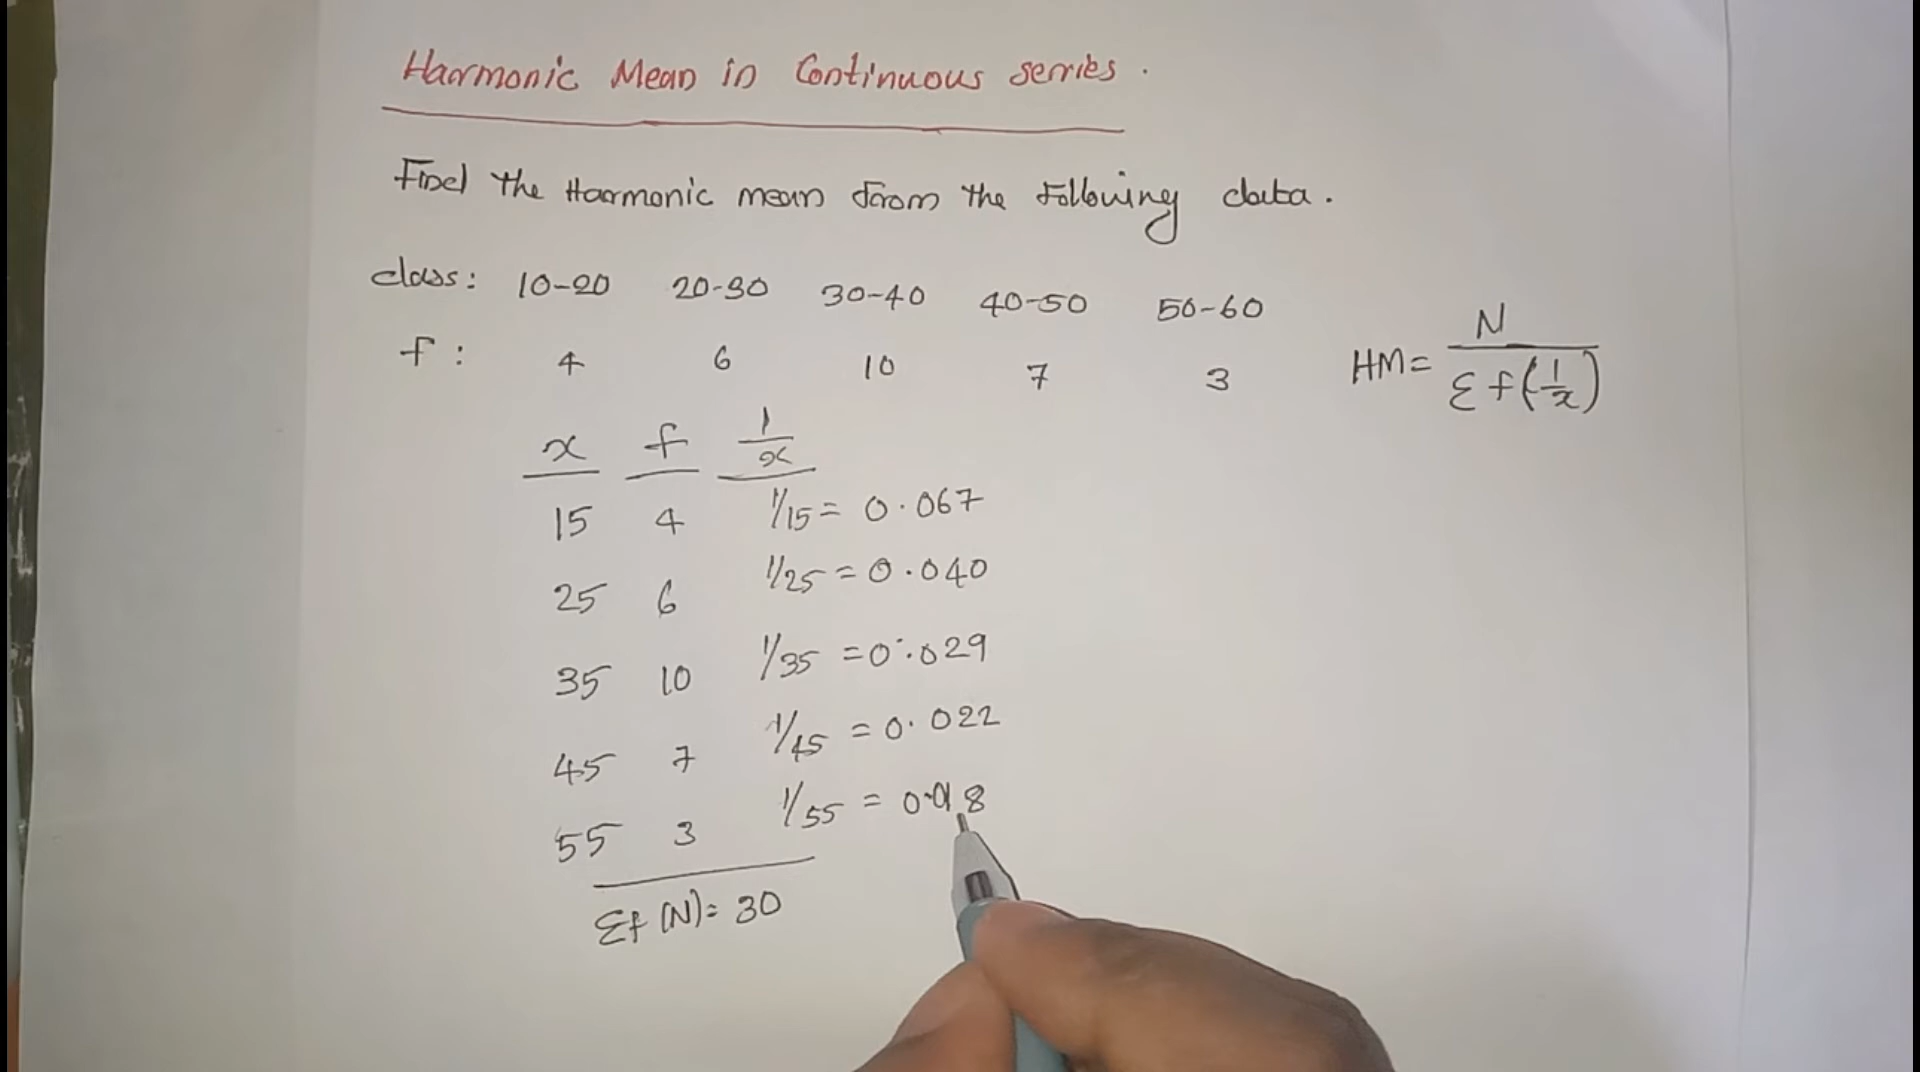 Harmonic Mean in Continuous series.
Find the Harmonic mean from the following data.
class: 10-20 20-30 30-40 40-50 50-60
f: 4 6 10 7 3
HM = N / Σf(1/x)
x f 1/x
15 4 1/15 = 0.067
25 6 1/25 = 0.040
35 10 1/35 = 0.029
45 7 1/45 = 0.022
55 3 1/55 = 0.018
Σf (N) = 30